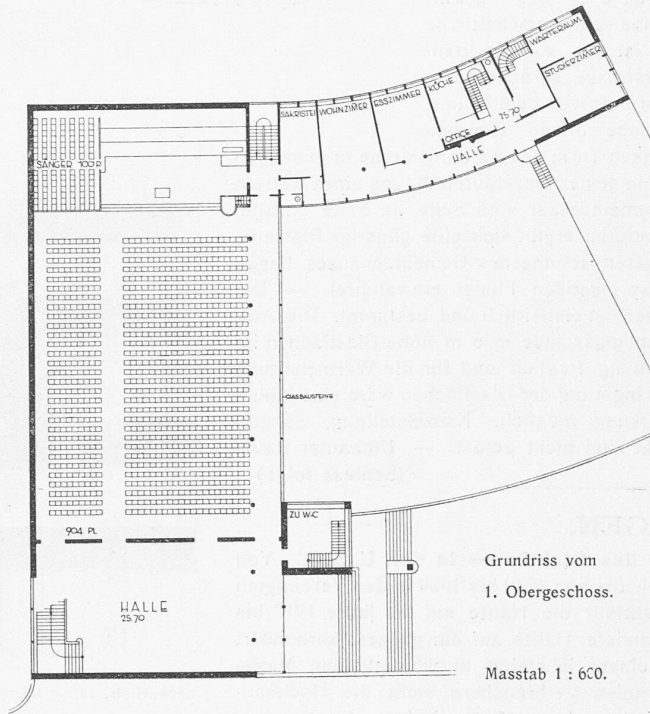 WARTERAUM
STUDIERZIMMER
KÜCHE
ESSZIMMER
WOHNZIMMER
SAKRISTEI
25.70
OFFICE
HALLE
SÄNGER 100 P
GLASBAUSTEINE
904 PL
ZU W-C
HALLE
25.70
Grundriss vom
1. Obergeschoss.
Masstab 1 : 600.